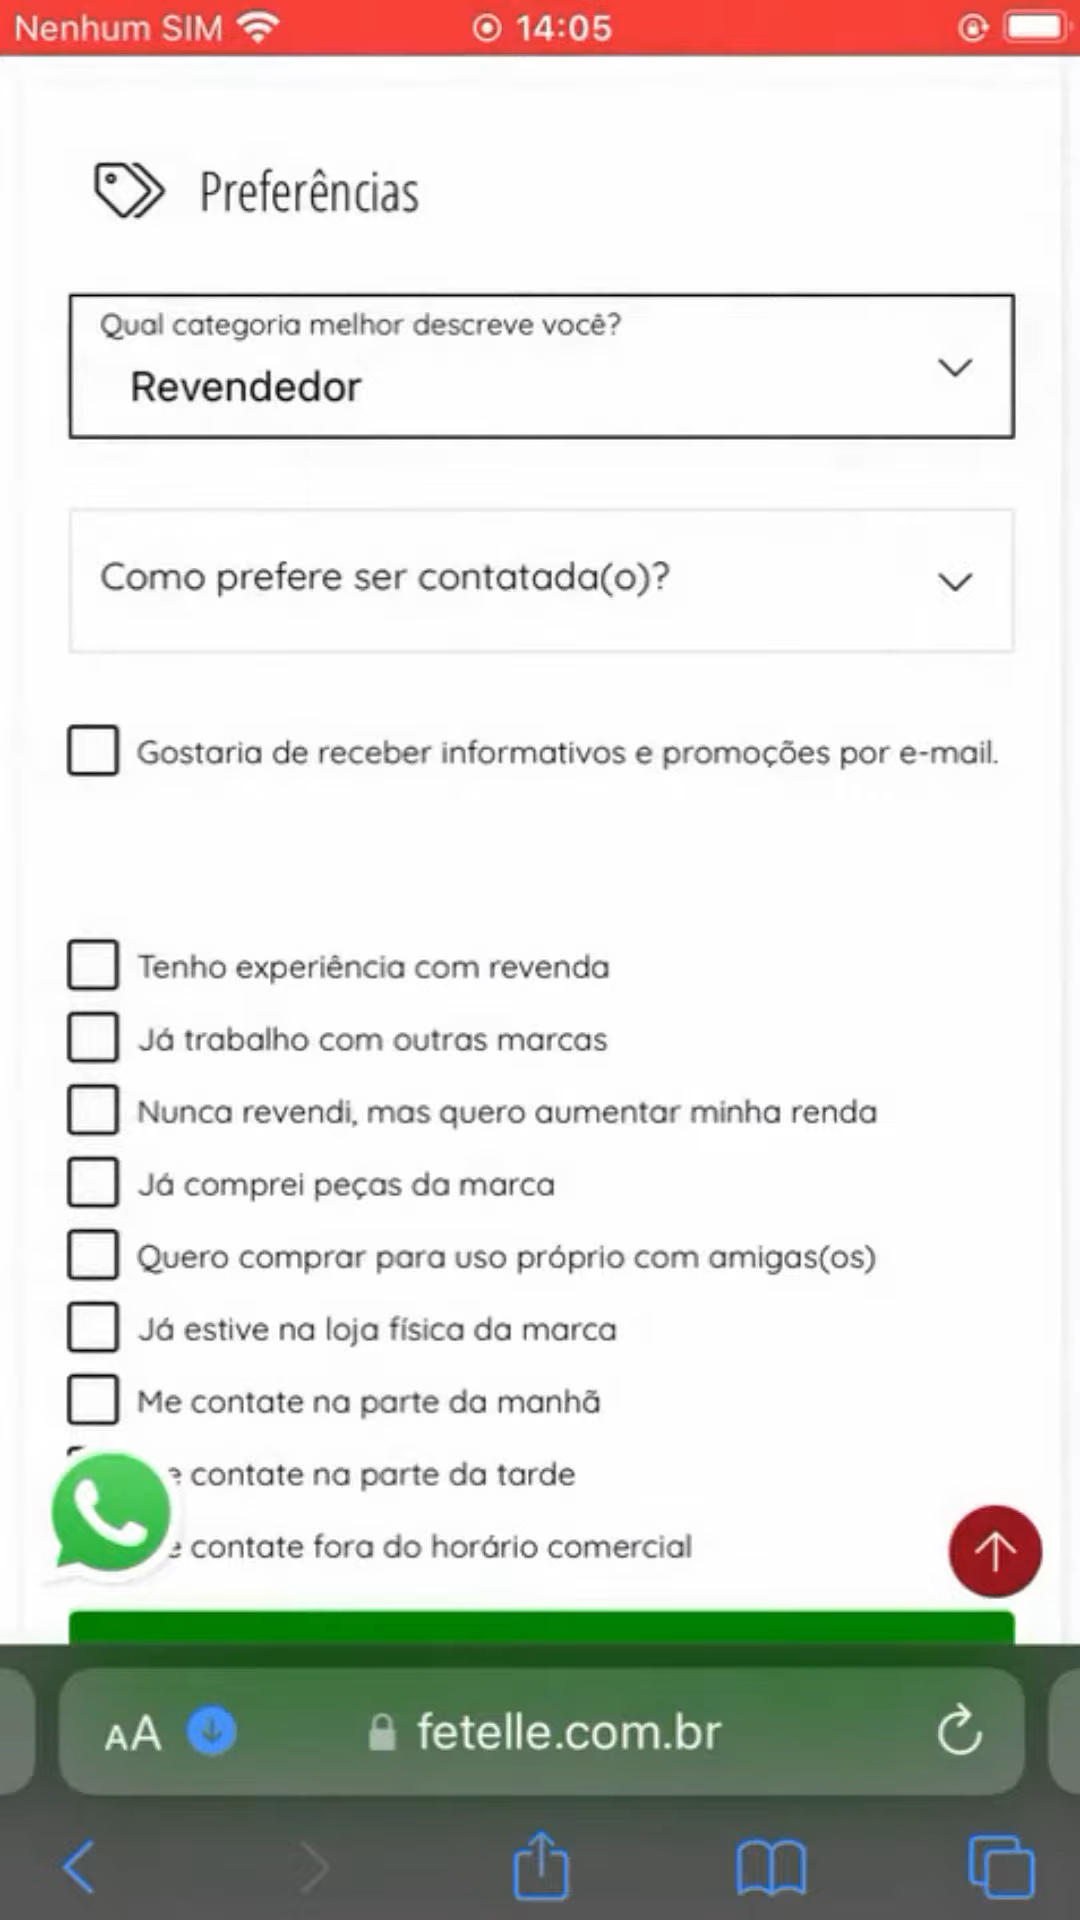 Nenhum SIM 14:05
Preferências
Qual categoria melhor descreve você?
Revendedor
Como prefere ser contatada(o)?
Gostaria de receber informativos e promoções por e-mail.
Tenho experiência com revenda
Já trabalho com outras marcas
Nunca revendi, mas quero aumentar minha renda
Já comprei peças da marca
Quero comprar para uso próprio com amigas(os)
Já estive na loja física da marca
Me contate na parte da manhã
e contate na parte da tarde
e contate fora do horário comercial
AA fetelle.com.br